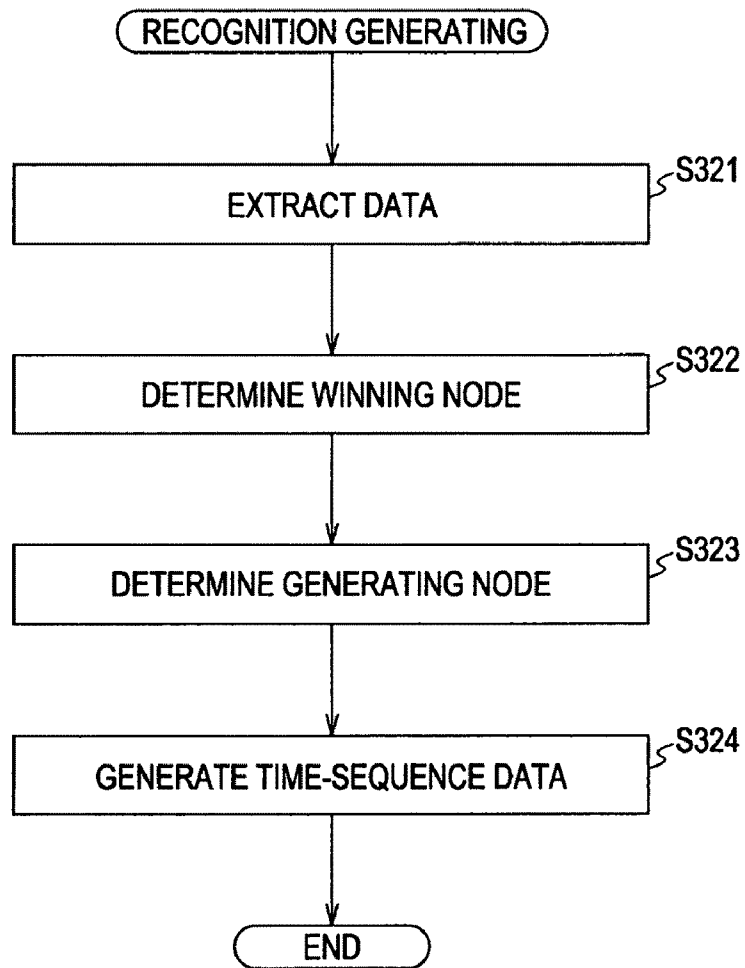 RECOGNITION GENERATING
S321
EXTRACT DATA
S322
DETERMINE WINNING NODE
S323
DETERMINE GENERATING NODE
S324
GENERATE TIME-SEQUENCE DATA
END